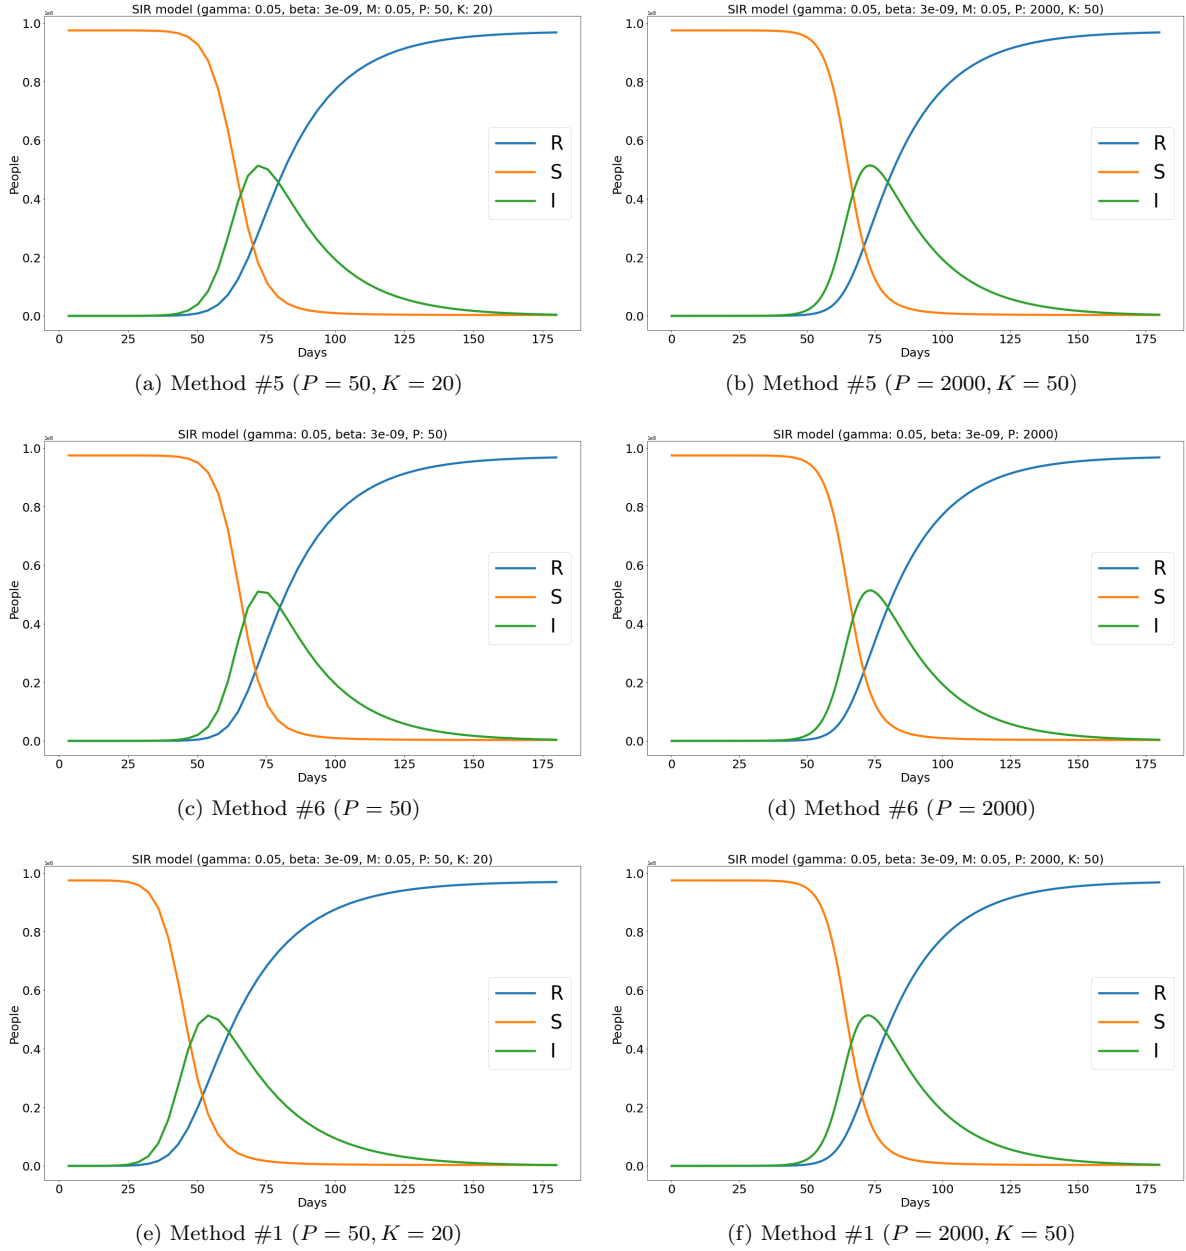 SIR model (gamma: 0.05, beta: 3e-09, M: 0.05, P: 50, K: 20)
1e8
1.0
0.8
0.6
0.4
0.2
0.0
People
R
S
I
0 25 50 75 100 125 150 175
Days
(a) Method #5 (P = 50, K = 20)
SIR model (gamma: 0.05, beta: 3e-09, M: 0.05, P: 2000, K: 50)
1e8
1.0
0.8
0.6
0.4
0.2
0.0
People
R
S
I
0 25 50 75 100 125 150 175
Days
(b) Method #5 (P = 2000, K = 50)
SIR model (gamma: 0.05, beta: 3e-09, P: 50)
1e8
1.0
0.8
0.6
0.4
0.2
0.0
People
R
S
I
0 25 50 75 100 125 150 175
Days
(c) Method #6 (P = 50)
SIR model (gamma: 0.05, beta: 3e-09, P: 2000)
1e8
1.0
0.8
0.6
0.4
0.2
0.0
People
R
S
I
0 25 50 75 100 125 150 175
Days
(d) Method #6 (P = 2000)
SIR model (gamma: 0.05, beta: 3e-09, M: 0.05, P: 50, K: 20)
1e8
1.0
0.8
0.6
0.4
0.2
0.0
People
R
S
I
0 25 50 75 100 125 150 175
Days
(e) Method #1 (P = 50, K = 20)
SIR model (gamma: 0.05, beta: 3e-09, M: 0.05, P: 2000, K: 50)
1e8
1.0
0.8
0.6
0.4
0.2
0.0
People
R
S
I
0 25 50 75 100 125 150 175
Days
(f) Method #1 (P = 2000, K = 50)